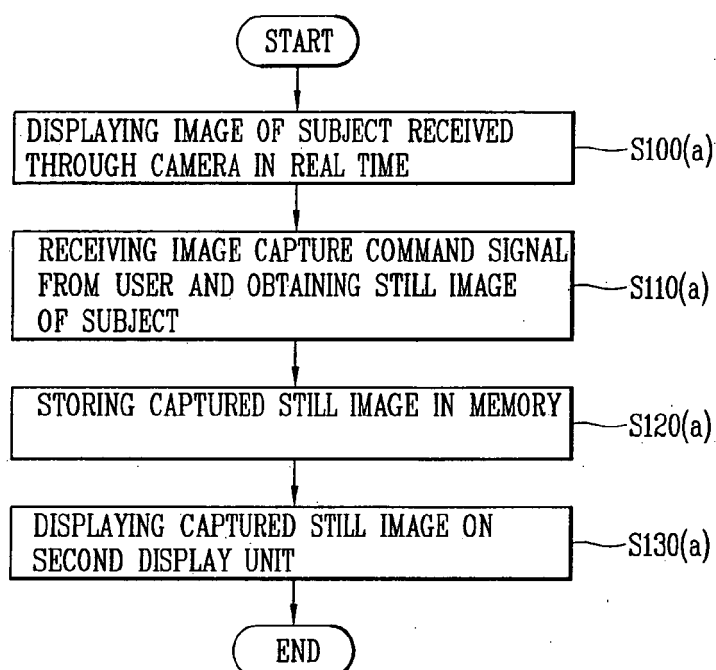 START
DISPLAYING IMAGE OF SUBJECT RECEIVED
THROUGH CAMERA IN REAL TIME
S100(a)
RECEIVING IMAGE CAPTURE COMMAND SIGNAL
FROM USER AND OBTAINING STILL IMAGE
OF SUBJECT
S110(a)
STORING CAPTURED STILL IMAGE IN MEMORY
S120(a)
DISPLAYING CAPTURED STILL IMAGE ON
SECOND DISPLAY UNIT
S130(a)
END